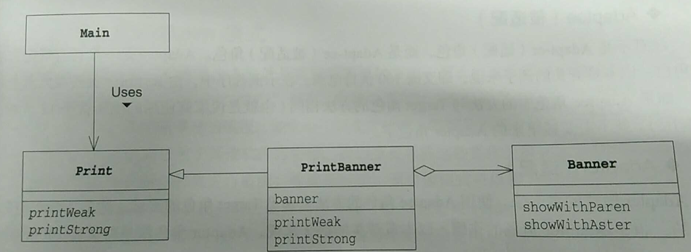 Main
Uses
Print
printWeak
printStrong
PrintBanner
banner
printWeak
printStrong
Banner
showWithParen
showWithAster